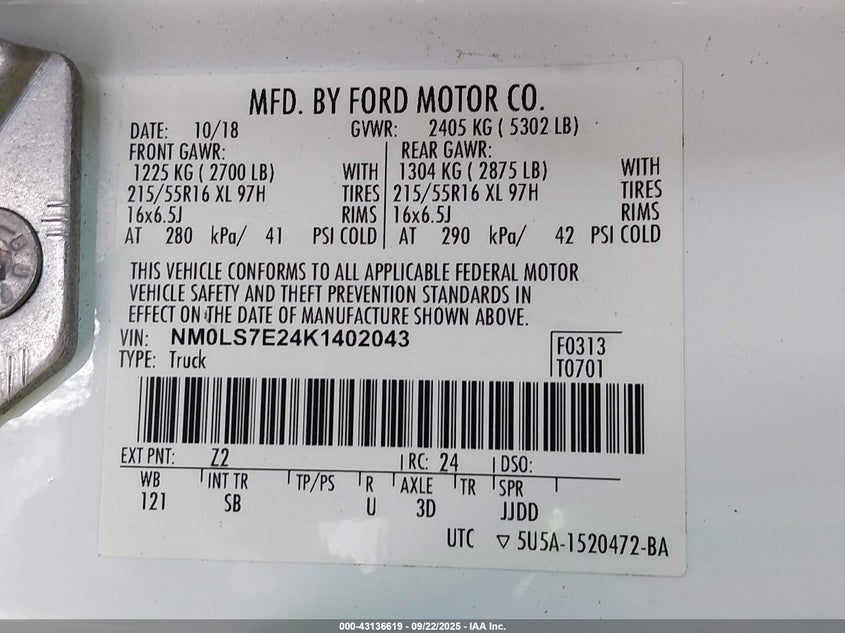 MFD. BY FORD MOTOR CO.
DATE: 10/18 GVWR: 2405 KG ( 5302 LB)
FRONT GAWR: REAR GAWR:
1225 KG ( 2700 LB) WITH 1304 KG ( 2875 LB) WITH
215/55R16 XL 97H TIRES 215/55R16 XL 97H TIRES
16x6.5J RIMS 16x6.5J RIMS
AT 280 kPa/ 41 PSI COLD AT 290 kPa/ 42 PSI COLD
THIS VEHICLE CONFORMS TO ALL APPLICABLE FEDERAL MOTOR
VEHICLE SAFETY AND THEFT PREVENTION STANDARDS IN
EFFECT ON THE DATE OF MANUFACTURE SHOWN ABOVE.
VIN: NM0LS7E24K1402043
TYPE: Truck
F0313
T0701
EXT PNT: Z2 RC: 24 DSO:
WB INT TR TP/PS R AXLE TR SPR
121 SB U 3D JJDD
UTC ▽ 5U5A-1520472-BA
000-43136619 - 09/22/2025 - IAA Inc.